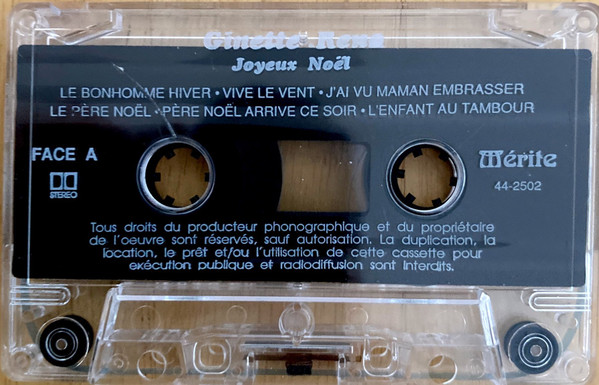 Ginette Reno
Joyeux Noël
LE BONHOMME HIVER • VIVE LE VENT • J'AI VU MAMAN EMBRASSER
LE PÈRE NOËL • PÈRE NOËL ARRIVE CE SOIR • L'ENFANT AU TAMBOUR
FACE A
Mérite
STEREO
44-2502
Tous droits du producteur phonographique et du propriétaire
de l'oeuvre sont réservés, sauf autorisation. La duplication, la
location, le prêt et/ou l'utilisation de cette cassette pour
exécution publique et radiodiffusion sont interdits.